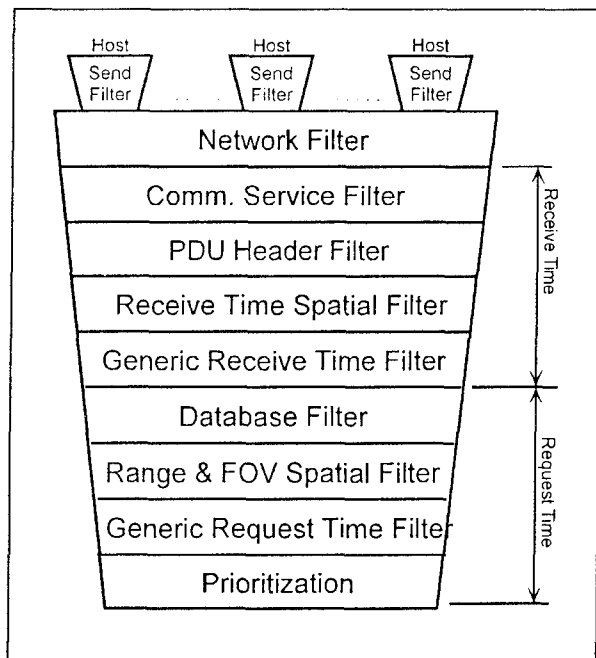 Host Host Host
Send Send Send
Filter Filter Filter
Network Filter
Comm. Service Filter
PDU Header Filter
Receive Time Spatial Filter
Generic Receive Time Filter
Database Filter
Range & FOV Spatial Filter
Generic Request Time Filter
Prioritization
Receive Time
Request Time